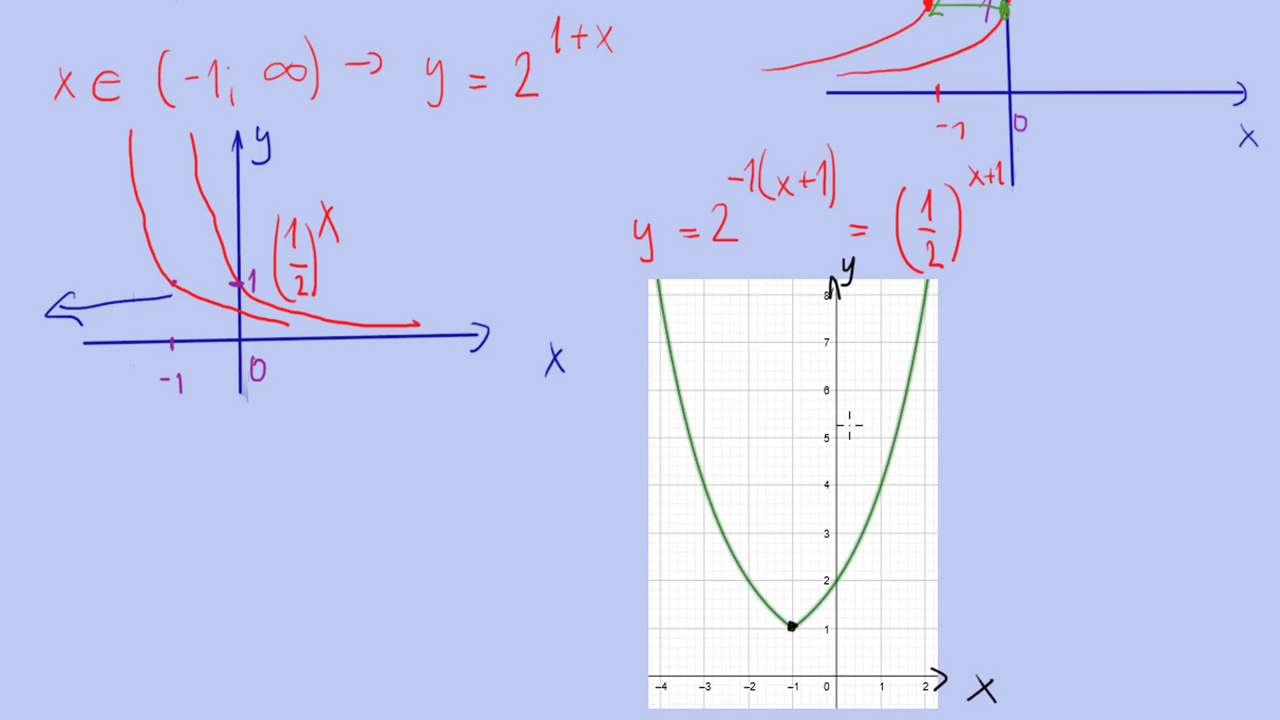 x ∈ (-1; ∞) → y = 2^{1+x}
y
(1/2)^x
1
-1
0
x
1
-1
0
x
y = 2^{-1(x+1)} = (1/2)^{x+1}
y
8
7
6
5
4
3
2
1
-4 -3 -2 -1 0 1 2
x